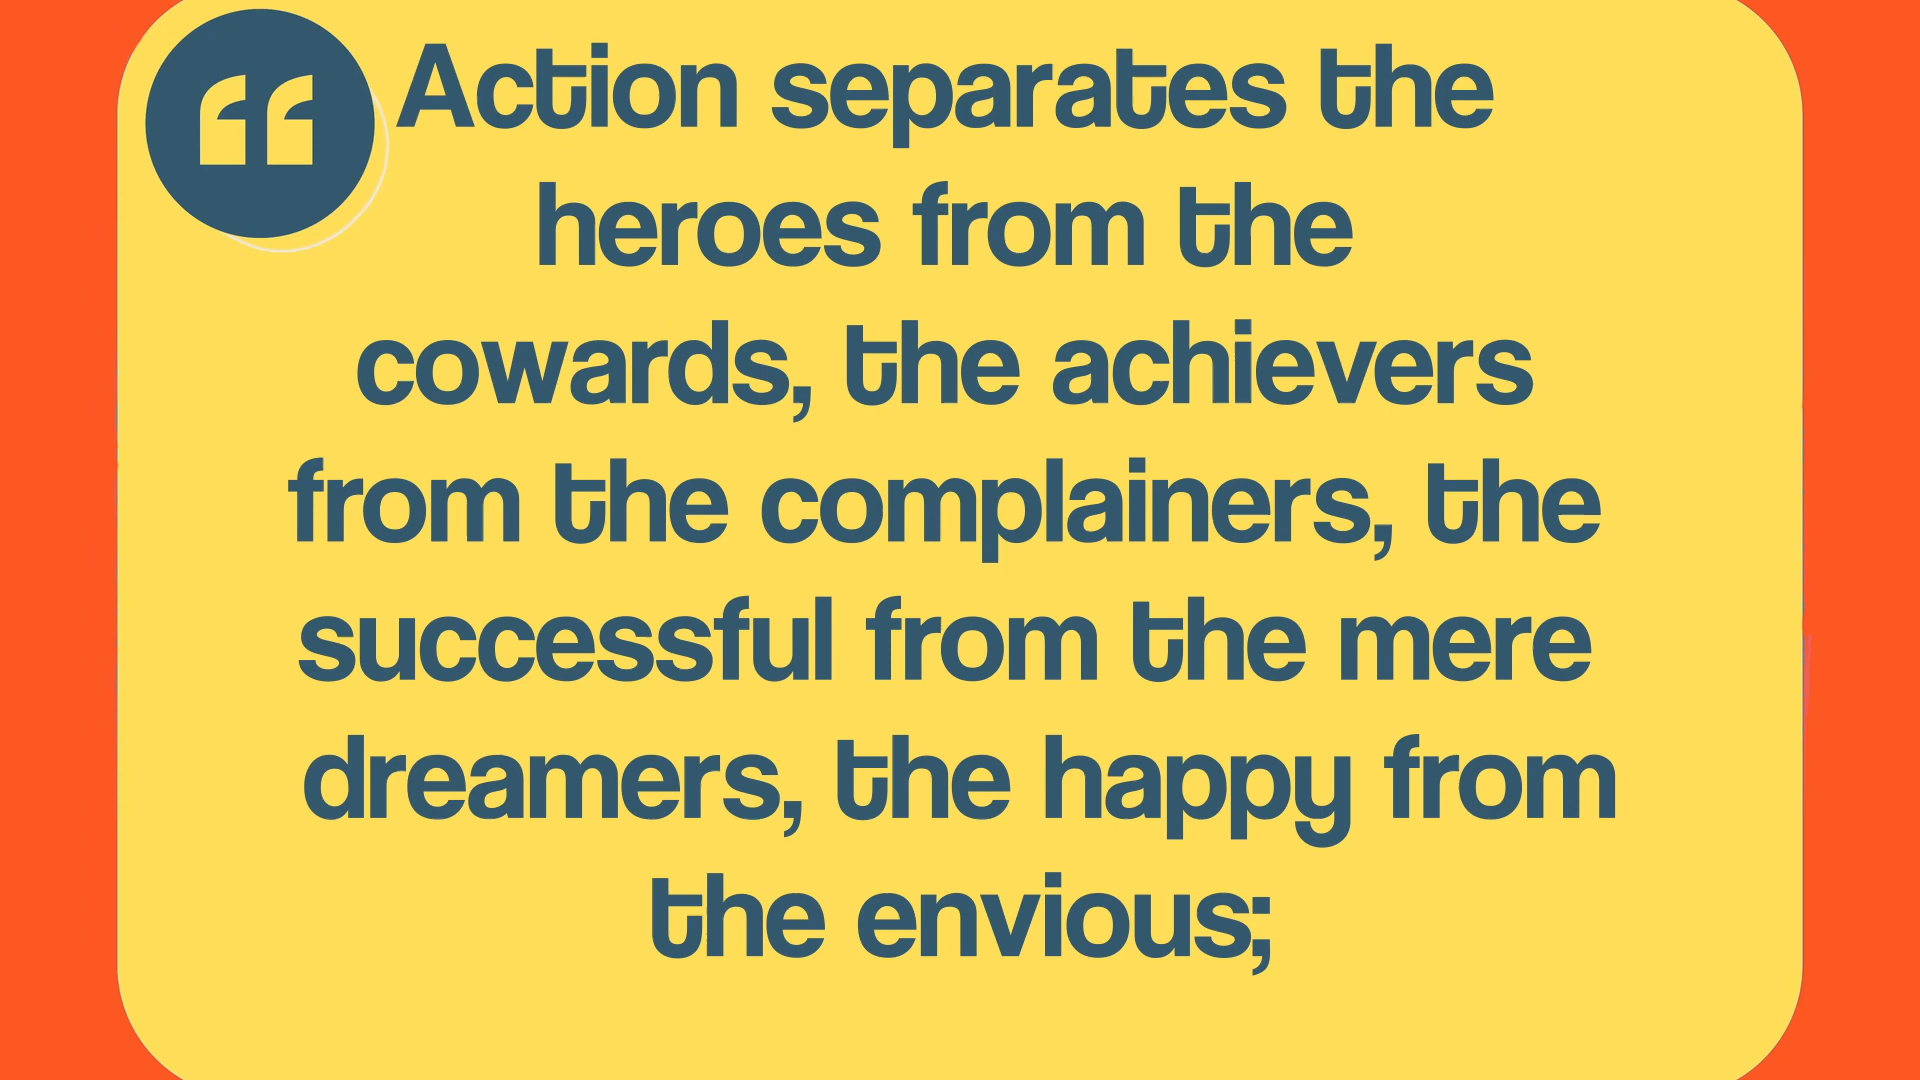 Action separates the
heroes from the
cowards, the achievers
from the complainers, the
successful from the mere
dreamers, the happy from
the envious;